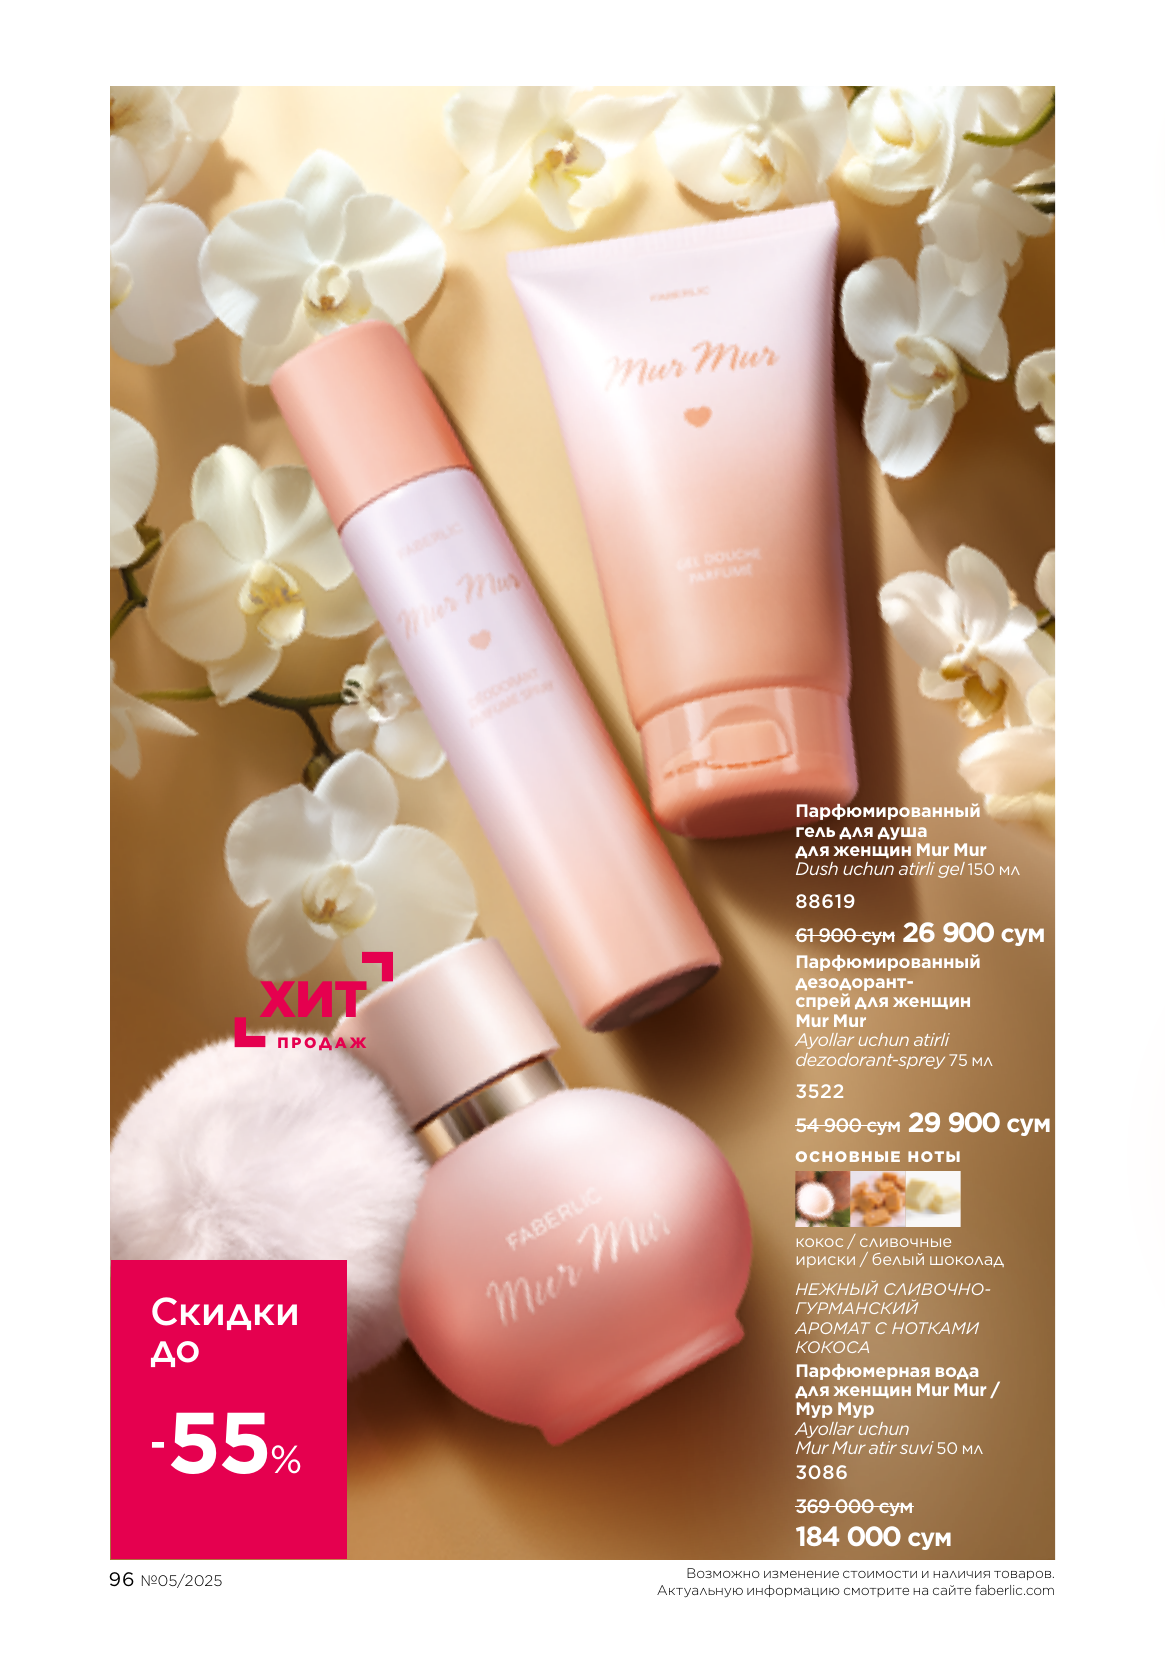 FABERLIC
Mur Mur
GEL DOUCHE
PARFUMÉ
FABERLIC
Mur Mur
DÉODORANT
PARFUMÉ SPRAY
ХИТ
ПРОДАЖ
FABERLIC
Mur Mur
Скидки
до
-55%
Парфюмированный
гель для душа
для женщин Mur Mur
Dush uchun atirli gel 150 мл
88619
61 900 сум 26 900 сум
Парфюмированный
дезодорант-
спрей для женщин
Mur Mur
Ayollar uchun atirli
dezodorant-sprey 75 мл
3522
54 900 сум 29 900 сум
ОСНОВНЫЕ НОТЫ
кокос / сливочные
ириски / белый шоколад
НЕЖНЫЙ СЛИВОЧНО-
ГУРМАНСКИЙ
АРОМАТ С НОТКАМИ
КОКОСА
Парфюмерная вода
для женщин Mur Mur /
Мур Мур
Ayollar uchun
Mur Mur atir suvi 50 мл
3086
369 000 сум
184 000 сум
96 №05/2025
Возможно изменение стоимости и наличия товаров.
Актуальную информацию смотрите на сайте faberlic.com